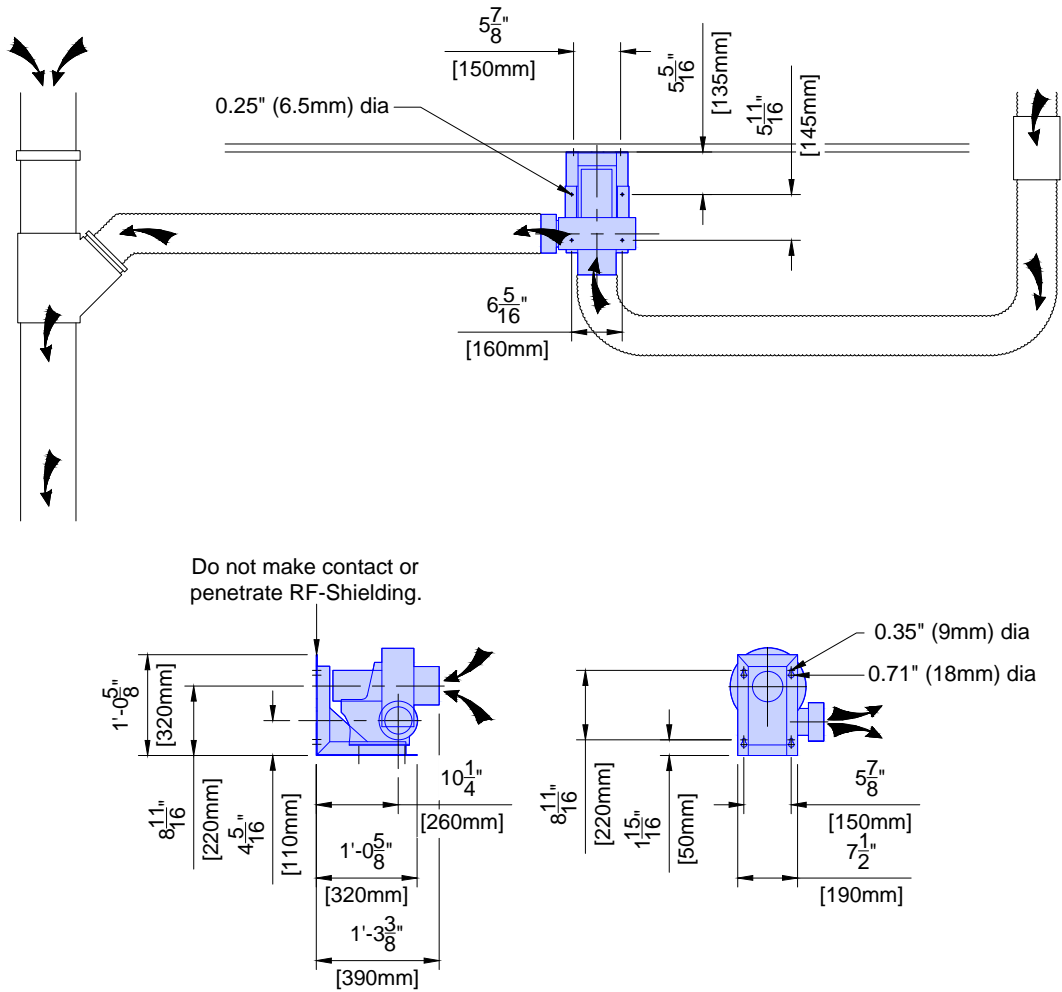 5 7/8"
[150mm]
5 5/16"
[135mm]
5 11/16"
[145mm]
0.25" (6.5mm) dia
6 5/16"
[160mm]
Do not make contact or
penetrate RF-Shielding.
1'-0 5/8"
[320mm]
8 11/16"
[220mm]
4 5/16"
[110mm]
10 1/4"
[260mm]
1'-0 5/8"
[320mm]
1'-3 3/8"
[390mm]
0.35" (9mm) dia
0.71" (18mm) dia
8 11/16"
[220mm]
1 15/16"
[50mm]
5 7/8"
[150mm]
7 1/2"
[190mm]